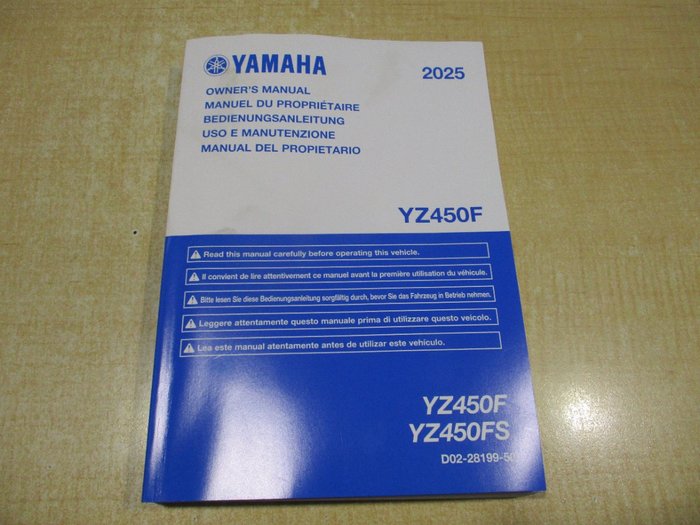 YAMAHA
2025
OWNER'S MANUAL
MANUEL DU PROPRIÉTAIRE
BEDIENUNGSANLEITUNG
USO E MANUTENZIONE
MANUAL DEL PROPIETARIO
YZ450F
Read this manual carefully before operating this vehicle.
Il convient de lire attentivement ce manuel avant la première utilisation du véhicule.
Bitte lesen Sie diese Bedienungsanleitung sorgfältig durch, bevor Sie das Fahrzeug in Betrieb nehmen.
Leggere attentamente questo manuale prima di utilizzare questo veicolo.
Lea este manual atentamente antes de utilizar este vehículo.
YZ450F
YZ450FS
D02-28199-50